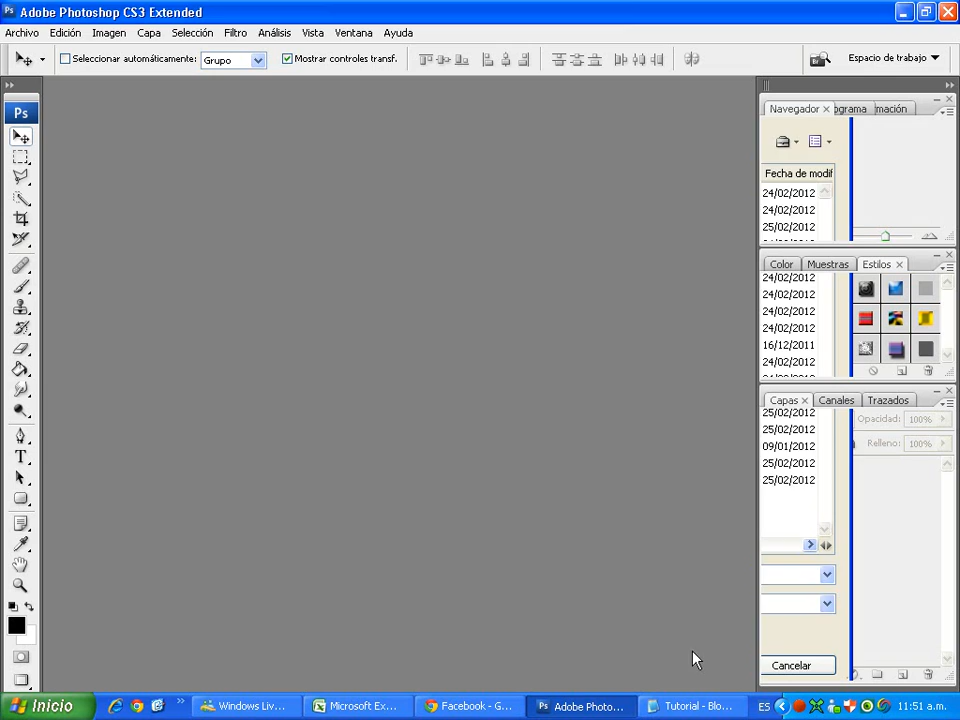 Ps Adobe Photoshop CS3 Extended
Archivo Edición Imagen Capa Selección Filtro Análisis Vista Ventana Ayuda
Seleccionar automáticamente: Grupo Mostrar controles transf. Br Espacio de trabajo
Ps
Navegador × ograma mación
Fecha de modif
24/02/2012
24/02/2012
25/02/2012
Color Muestras Estilos ×
24/02/2012
24/02/2012
24/02/2012
24/02/2012
16/12/2011
24/02/2012
Capas × Canales Trazados
25/02/2012 Opacidad: 100%
25/02/2012
09/01/2012 Relleno: 100%
25/02/2012
25/02/2012
T
Cancelar
Inicio Windows Liv... Microsoft Ex... Facebook - G... Ps Adobe Photo... Tutorial - Blo... ES 11:51 a.m.